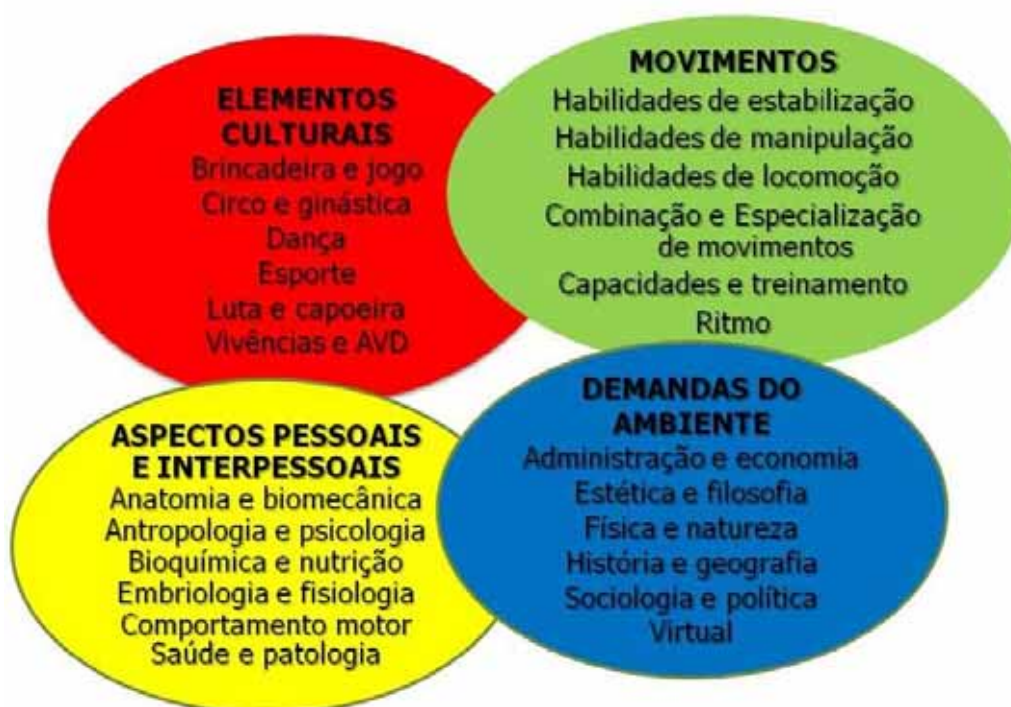 ELEMENTOS
CULTURAIS
Brincadeira e jogo
Circo e ginástica
Dança
Esporte
Luta e capoeira
Vivências e AVD
MOVIMENTOS
Habilidades de estabilização
Habilidades de manipulação
Habilidades de locomoção
Combinação e Especialização
de movimentos
Capacidades e treinamento
Ritmo
ASPECTOS PESSOAIS
E INTERPESSOAIS
Anatomia e biomecânica
Antropologia e psicologia
Bioquímica e nutrição
Embriologia e fisiologia
Comportamento motor
Saúde e patologia
DEMANDAS DO
AMBIENTE
Administração e economia
Estética e filosofia
Física e natureza
História e geografia
Sociologia e política
Virtual